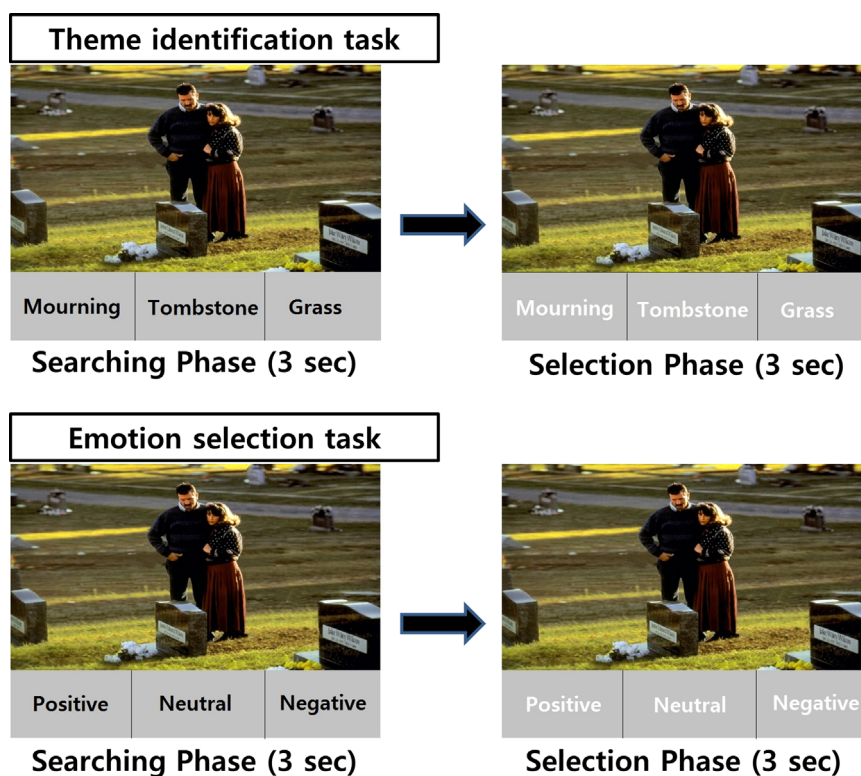 Theme identification task
Mourning Tombstone Grass
Mourning Tombstone Grass
Searching Phase (3 sec)
Selection Phase (3 sec)
Emotion selection task
Positive Neutral Negative
Positive Neutral Negative
Searching Phase (3 sec)
Selection Phase (3 sec)